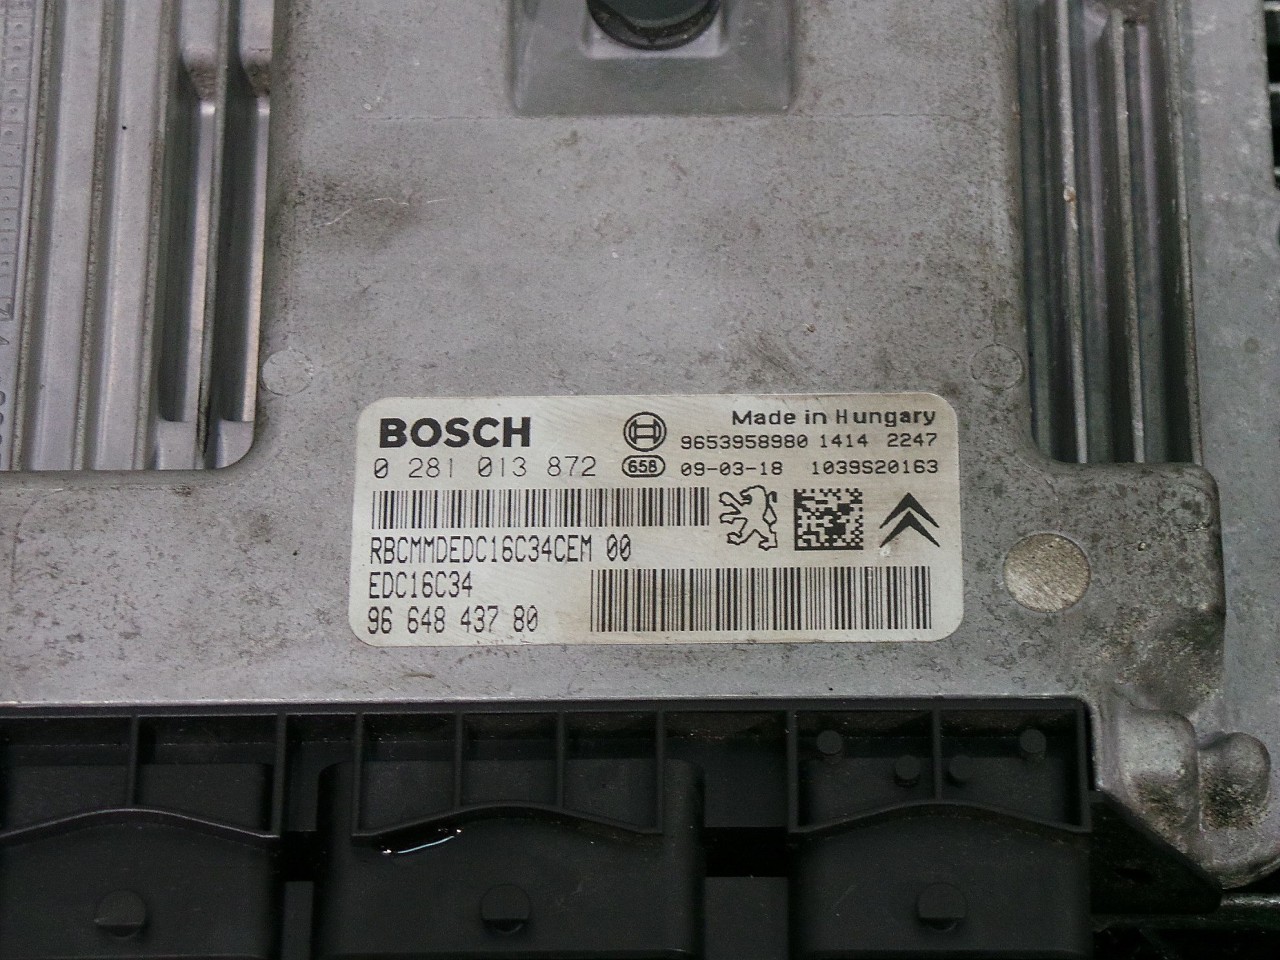 BOSCH
Made in Hungary
9653958980 1414 2247
0 281 013 872
658
09-03-18 1039S20163
RBCMMDEDC16C34CEM 00
EDC16C34
96 648 437 80